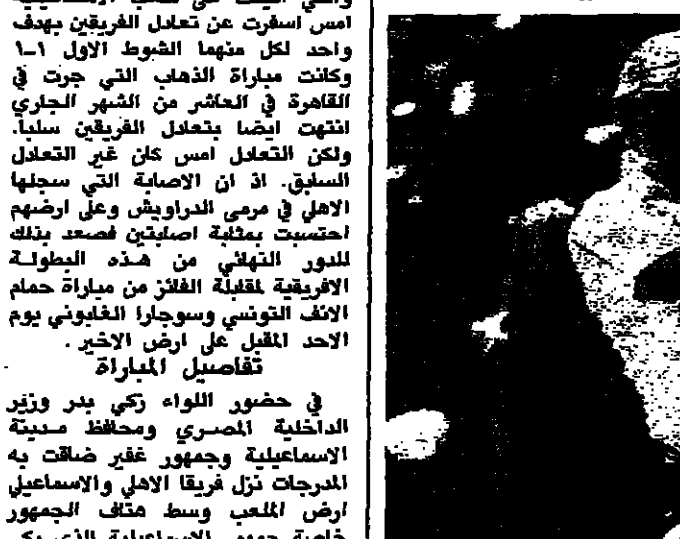 امس اسفرت عن تعادل الفريقين بهدف
واحد لكل منهما الشوط الاول ١ـ١
وكانت مباراة الذهاب التي جرت في
القاهرة في العاشر من الشهر الجاري
انتهت ايضا بتعادل الفريقين سلبا.
ولكن التعادل امس كان غير التعادل
السابق. اذ ان الاصابة التي سجلها
الاهلي في مرمى الدراويش وعلى ارضهم
احتسبت بمثابة اصابتين فصعد بذلك
للدور النهائي من هذه البطولة
الافريقية لمقابلة الفائز من مباراة حمام
الانف التونسي وسوجارا الغابوني يوم
الاحد المقبل على ارض الاخير .
تفاصيل المباراة
في حضور اللواء زكي بدر وزير
الداخلية المصري ومحافظ مدينة
الاسماعيلية وجمهور غفير ضاقت به
المدرجات نزل فريقا الاهلي والاسماعيلي
ارض الملعب وسط هتاف الجمهور